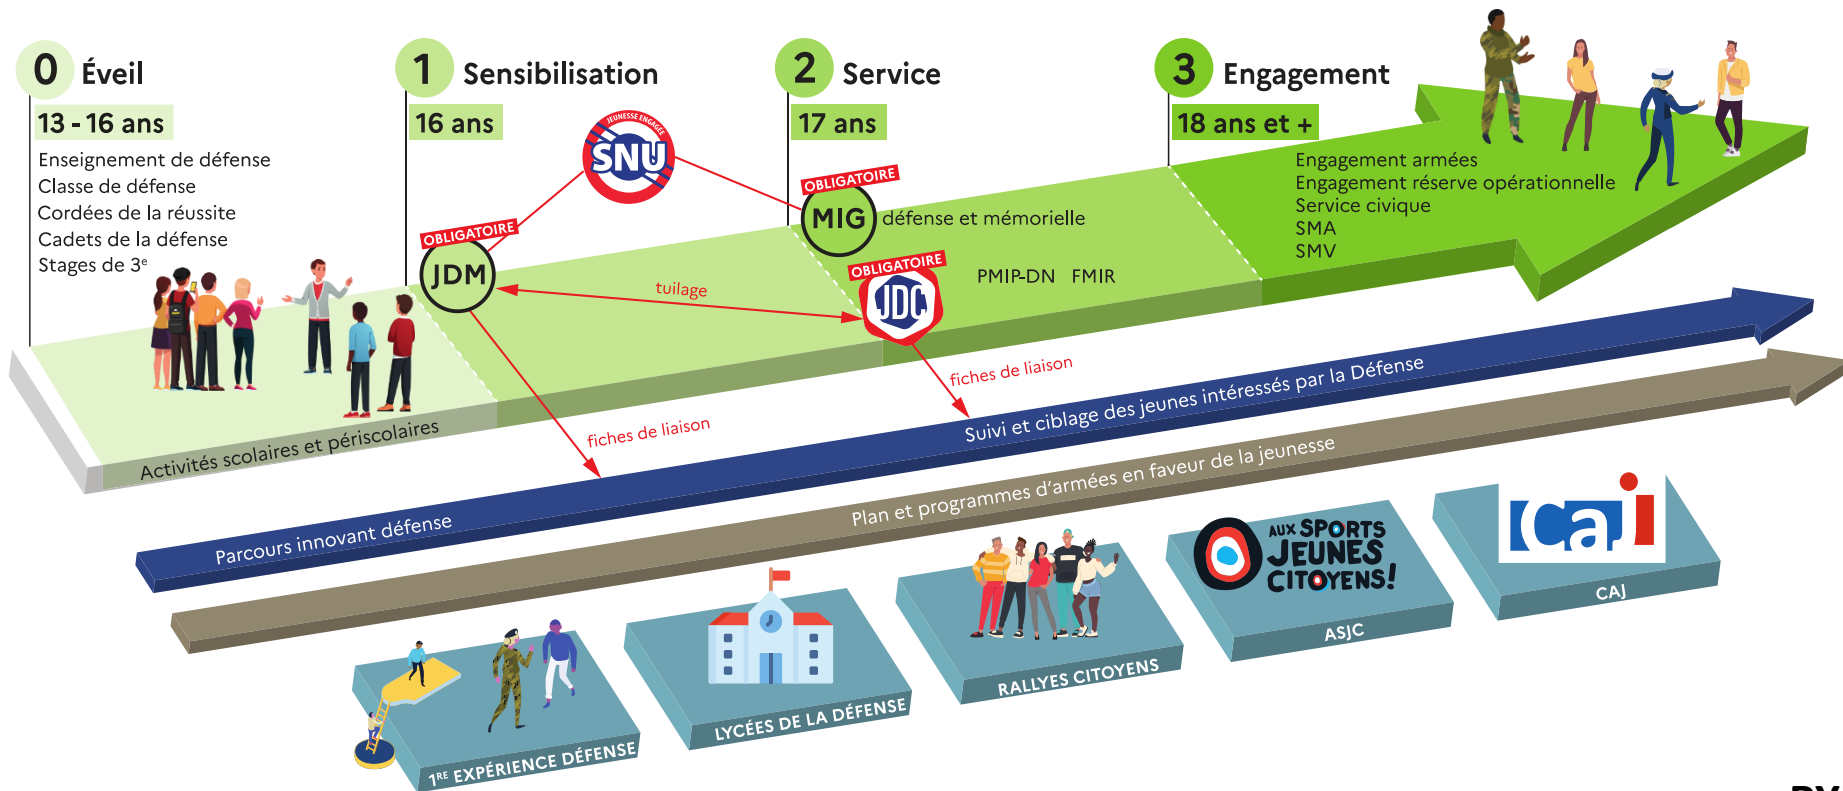 0 Éveil
13 - 16 ans
Enseignement de défense
Classe de défense
Cordées de la réussite
Cadets de la défense
Stages de 3e
1 Sensibilisation
16 ans
JEUNESSE ENGAGÉE
SNU
OBLIGATOIRE
JDM
2 Service
17 ans
OBLIGATOIRE
MIG défense et mémorielle
OBLIGATOIRE
JDC
PMIP-DN FMIR
tuilage
3 Engagement
18 ans et +
Engagement armées
Engagement réserve opérationnelle
Service civique
SMA
SMV
fiches de liaison
fiches de liaison
Activités scolaires et périscolaires
Parcours innovant défense
Suivi et ciblage des jeunes intéressés par la Défense
Plan et programmes d'armées en faveur de la jeunesse
1RE EXPÉRIENCE DÉFENSE
LYCÉES DE LA DÉFENSE
RALLYES CITOYENS
AUX SPORTS
JEUNES
CITOYENS!
ASJC
caj
CAJ